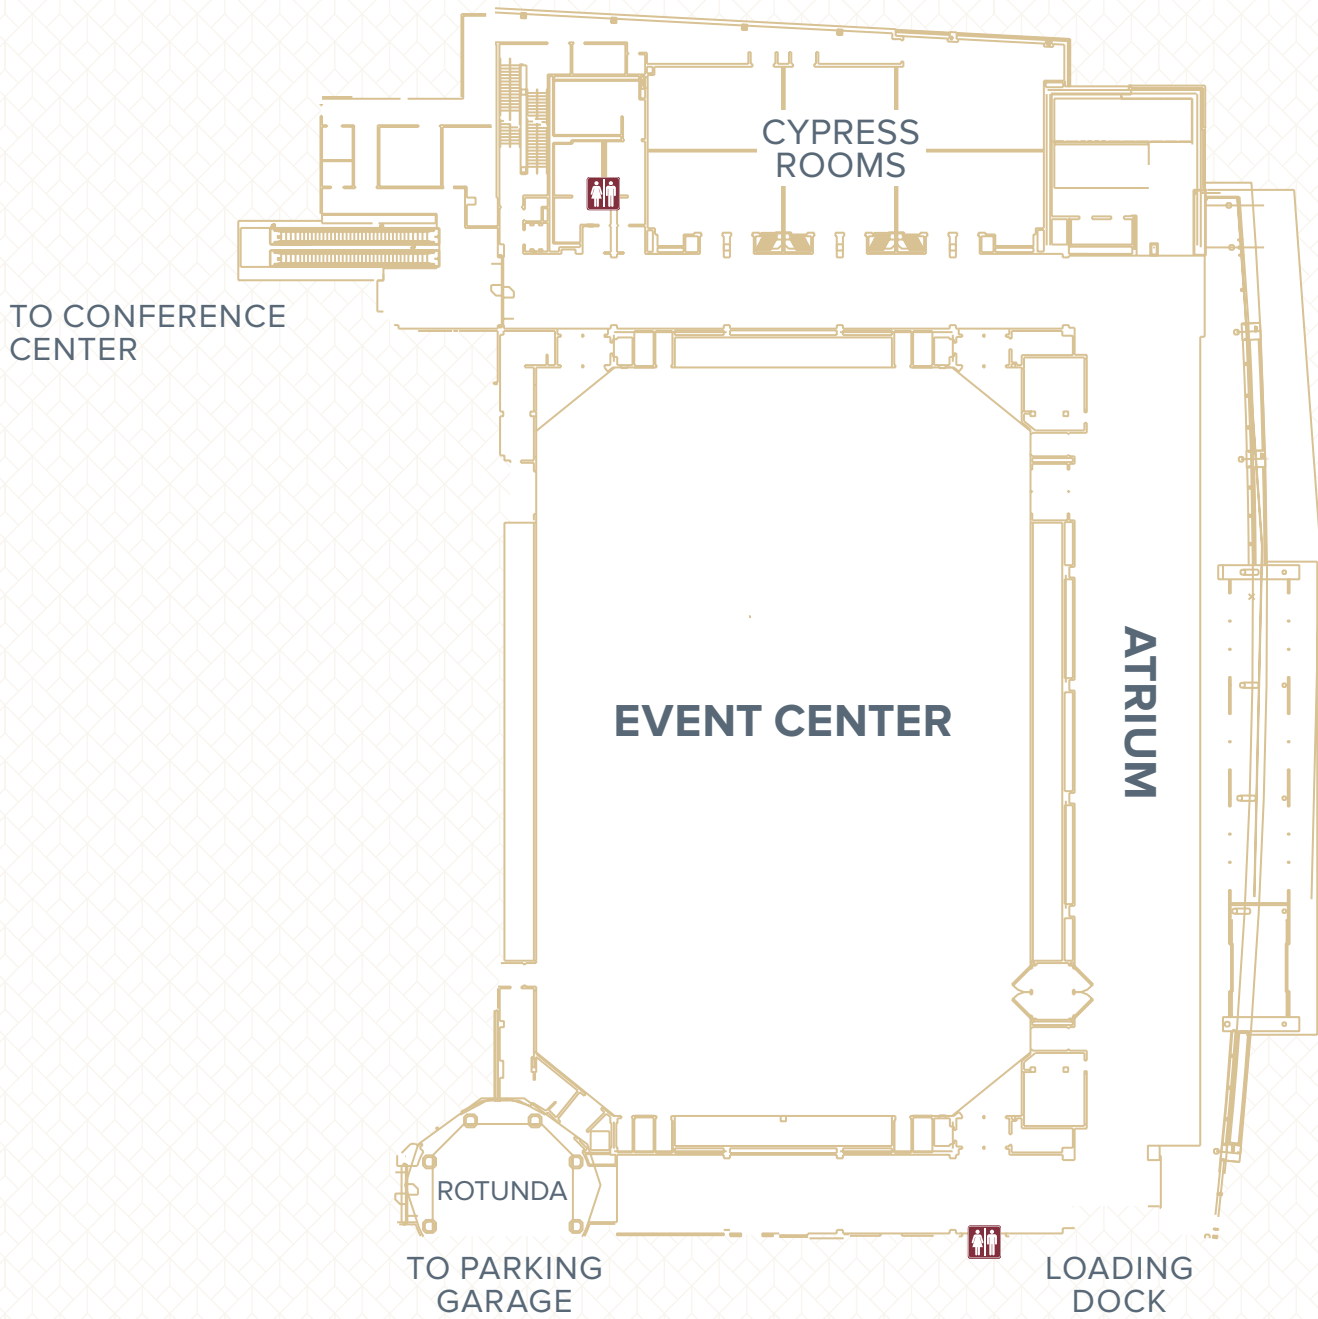 CYPRESS
ROOMS
TO CONFERENCE
CENTER
ATRIUM
EVENT CENTER
ROTUNDA
TO PARKING
GARAGE
LOADING
DOCK